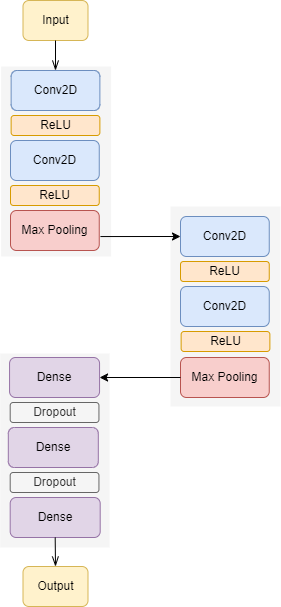 Input
Conv2D
ReLU
Conv2D
ReLU
Max Pooling
Conv2D
ReLU
Conv2D
ReLU
Max Pooling
Dense
Dropout
Dense
Dropout
Dense
Output